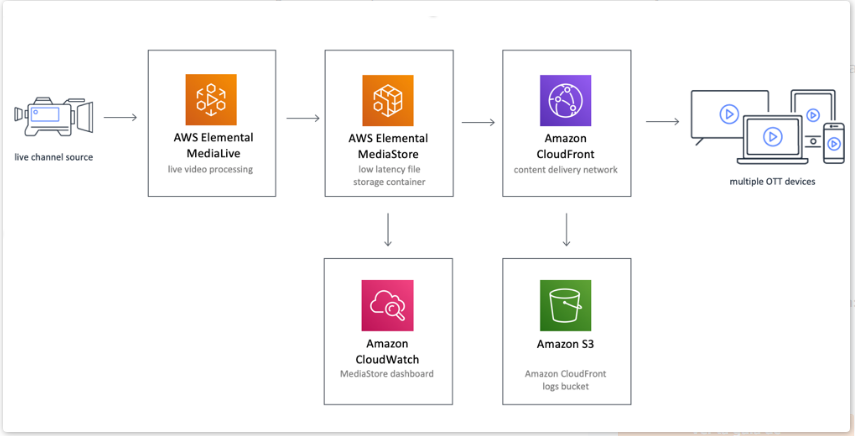 live channel source
AWS Elemental
MediaLive
live video processing
AWS Elemental
MediaStore
low latency file
storage container
Amazon
CloudFront
content delivery network
multiple OTT devices
Amazon
CloudWatch
MediaStore dashboard
Amazon S3
Amazon CloudFront
logs bucket